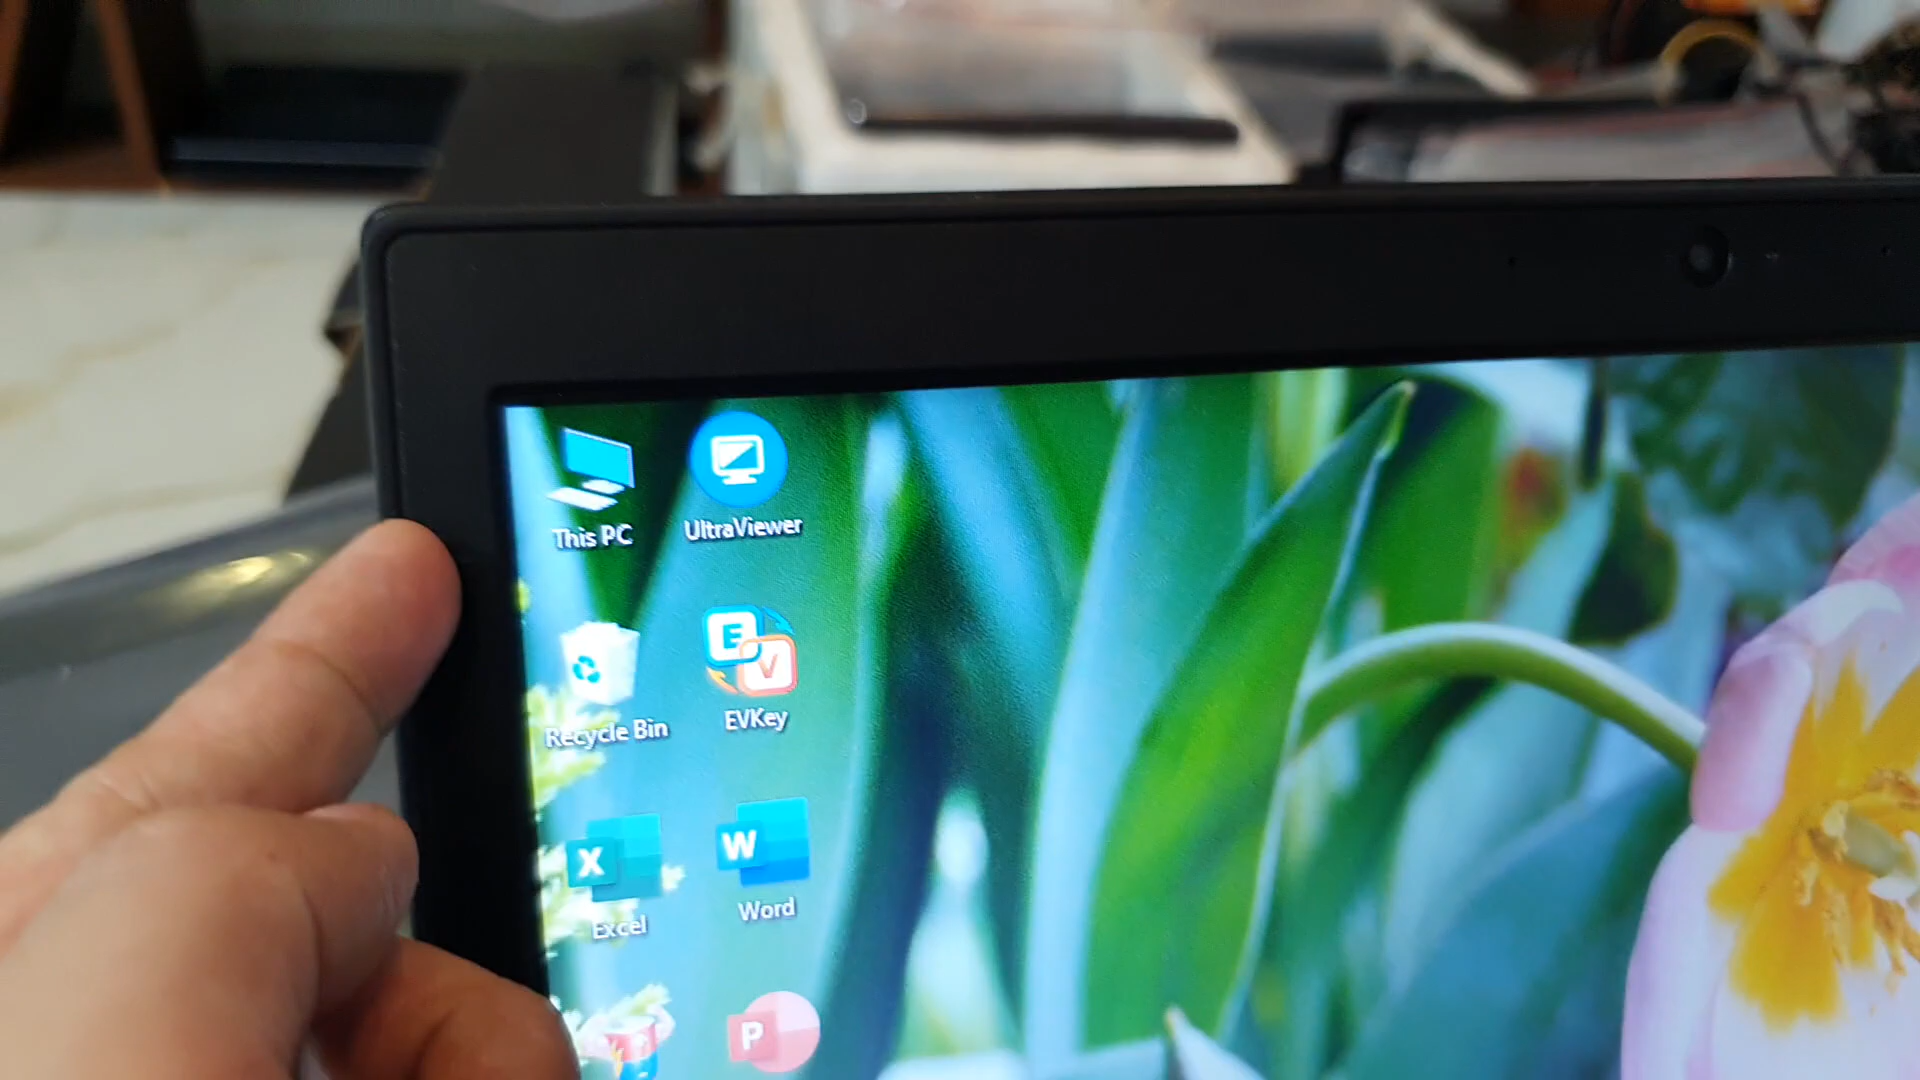 This PC
UltraViewer
Recycle Bin
E
V
EVKey
X
Excel
W
Word
P